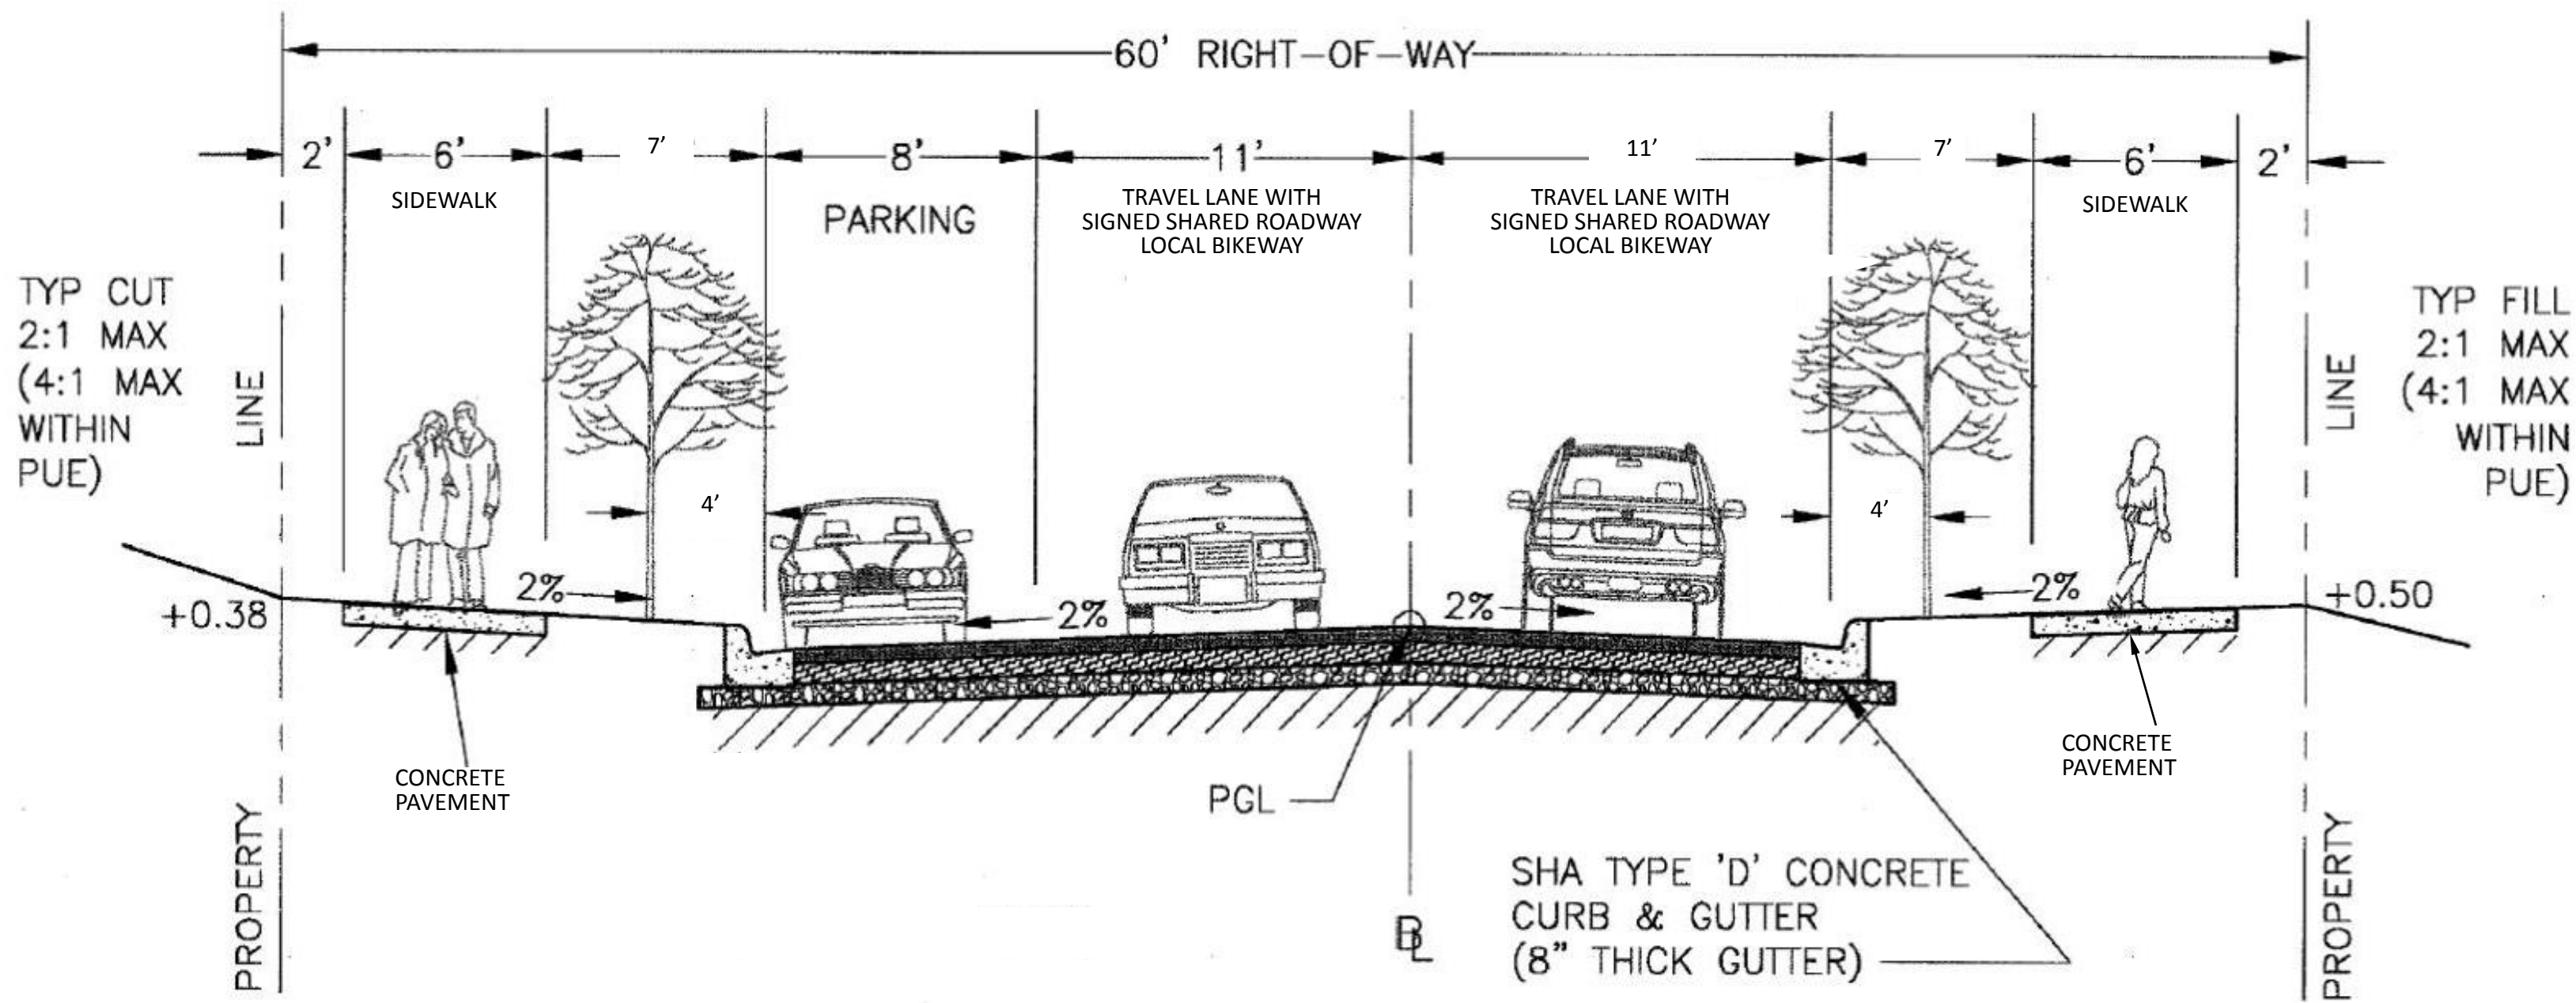 60' RIGHT-OF-WAY
2' 6' 7' 8' 11' 11' 7' 6' 2'
SIDEWALK
PARKING
TRAVEL LANE WITH
SIGNED SHARED ROADWAY
LOCAL BIKEWAY
TRAVEL LANE WITH
SIGNED SHARED ROADWAY
LOCAL BIKEWAY
SIDEWALK
TYP CUT
2:1 MAX
(4:1 MAX
WITHIN
PUE)
TYP FILL
2:1 MAX
(4:1 MAX
WITHIN
PUE)
PROPERTY LINE
PROPERTY LINE
4'
4'
+0.38
2%
2%
2%
2%
+0.50
CONCRETE
PAVEMENT
CONCRETE
PAVEMENT
PGL
BL
SHA TYPE 'D' CONCRETE
CURB & GUTTER
(8" THICK GUTTER)